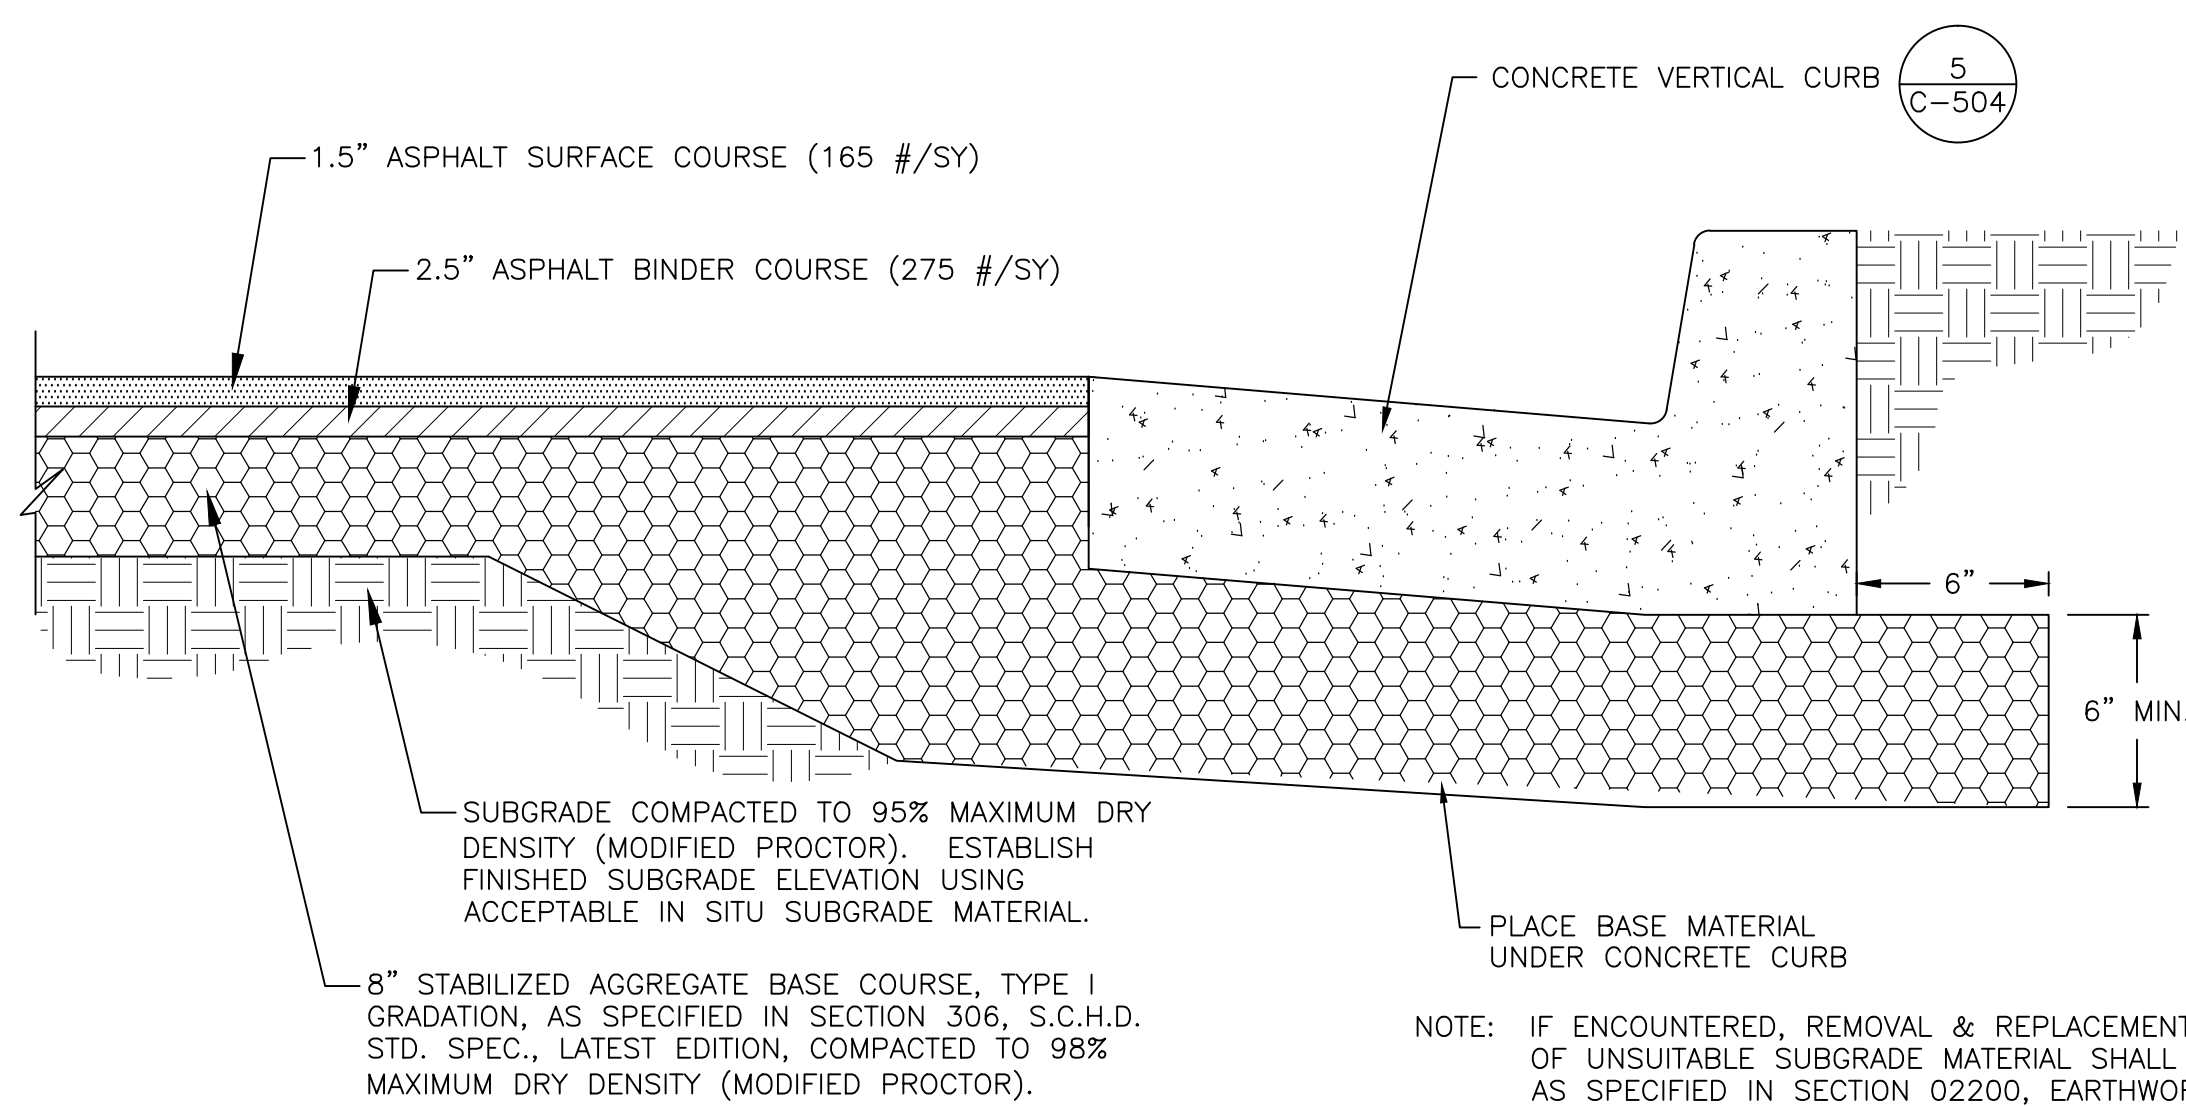 CONCRETE VERTICAL CURB
5
C-504
1.5" ASPHALT SURFACE COURSE (165 #/SY)
2.5" ASPHALT BINDER COURSE (275 #/SY)
6"
6" MIN.
SUBGRADE COMPACTED TO 95% MAXIMUM DRY
DENSITY (MODIFIED PROCTOR). ESTABLISH
FINISHED SUBGRADE ELEVATION USING
ACCEPTABLE IN SITU SUBGRADE MATERIAL.
PLACE BASE MATERIAL
UNDER CONCRETE CURB
8" STABILIZED AGGREGATE BASE COURSE, TYPE I
GRADATION, AS SPECIFIED IN SECTION 306, S.C.H.D.
STD. SPEC., LATEST EDITION, COMPACTED TO 98%
MAXIMUM DRY DENSITY (MODIFIED PROCTOR).
NOTE: IF ENCOUNTERED, REMOVAL & REPLACEMENT
OF UNSUITABLE SUBGRADE MATERIAL SHALL
AS SPECIFIED IN SECTION 02200,